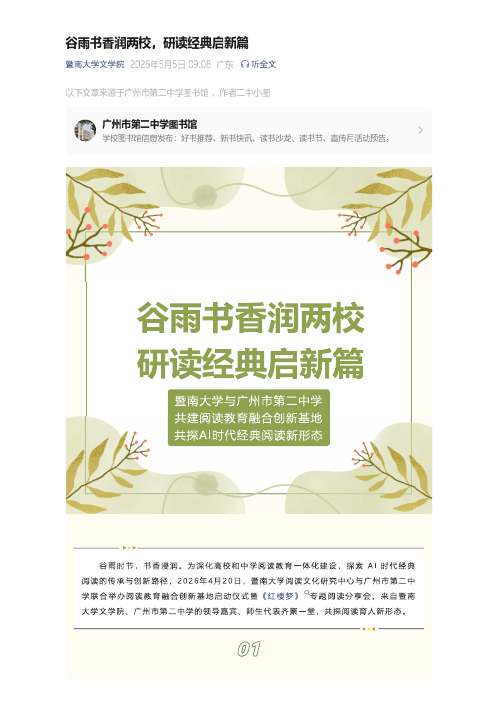 谷雨书香润两校，研读经典启新篇
暨南大学文学院 2026年5月5日 09:08 广东 听全文
以下文章来源于广州市第二中学图书馆 ，作者二中小图
广州市第二中学图书馆
学校图书馆信息发布：好书推荐、新书快讯、读书沙龙、读书节、宣传月活动预告。
谷雨书香润两校
研读经典启新篇
暨南大学与广州市第二中学
共建阅读教育融合创新基地
共探AI时代经典阅读新形态
谷雨时节，书香漫润。为深化高校和中学阅读教育一体化建设，探索 AI 时代经典
阅读的传承与创新路径，2026年4月20日，暨南大学阅读文化研究中心与广州市第二中
学联合举办阅读教育融合创新基地启动仪式暨《红楼梦》专题阅读分享会。来自暨南
大学文学院、广州市第二中学的领导嘉宾、师生代表齐聚一堂，共探阅读育人新形态。
01